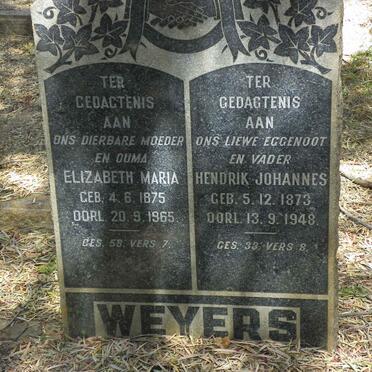 TER
GEDAGTENIS
AAN
ONS DIERBARE MOEDER
EN OUMA
ELIZABETH MARIA
GEB. 4. 6. 1875
OORL. 20. 9. 1965.
GES. 58. VERS 7.
TER
GEDAGTENIS
AAN
ONS LIEWE EGGENOOT
EN VADER
HENDRIK JOHANNES
GEB. 5. 12. 1873
OORL. 13. 9. 1948.
GES. 33. VERS 8.
WEYERS